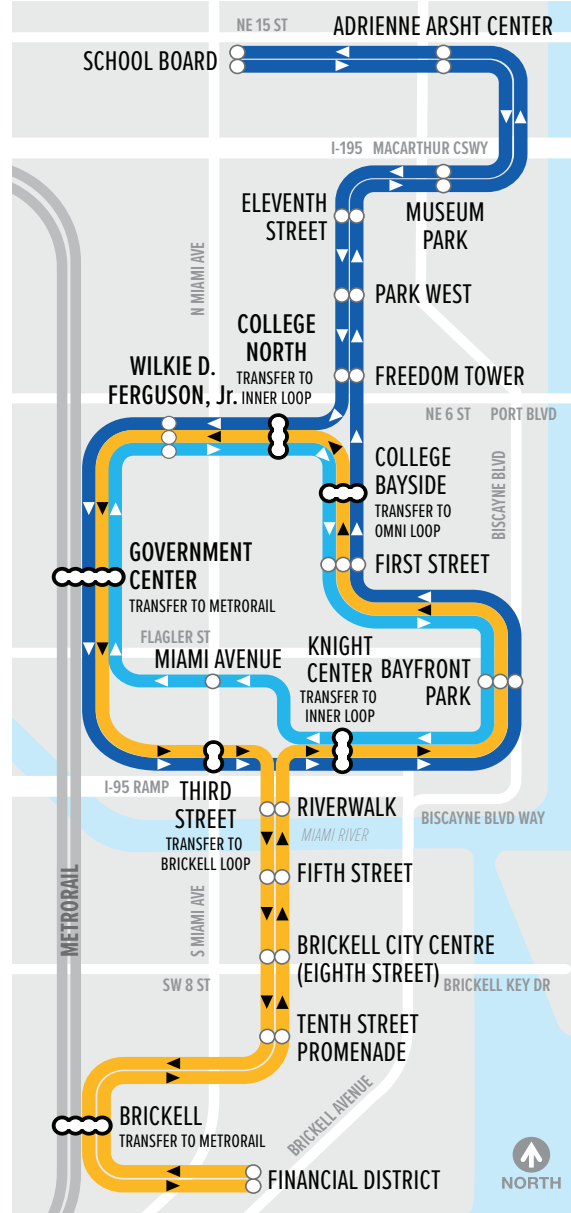 NE 15 ST
ADRIENNE ARSHT CENTER
SCHOOL BOARD
I-195 MACARTHUR CSWY
ELEVENTH
STREET
MUSEUM
PARK
N MIAMI AVE
PARK WEST
COLLEGE
NORTH
TRANSFER TO
INNER LOOP
WILKIE D.
FERGUSON, Jr.
FREEDOM TOWER
NE 6 ST PORT BLVD
COLLEGE
BAYSIDE
TRANSFER TO
OMNI LOOP
BISCAYNE BLVD
FIRST STREET
GOVERNMENT
CENTER
TRANSFER TO METRORAIL
FLAGLER ST
MIAMI AVENUE
KNIGHT
CENTER
TRANSFER TO
INNER LOOP
BAYFRONT
PARK
I-95 RAMP
THIRD
STREET
TRANSFER TO
BRICKELL LOOP
RIVERWALK
MIAMI RIVER
BISCAYNE BLVD WAY
METRORAIL
S MIAMI AVE
FIFTH STREET
BRICKELL CITY CENTRE
(EIGHTH STREET)
SW 8 ST
BRICKELL KEY DR
TENTH STREET
PROMENADE
BRICKELL
TRANSFER TO METRORAIL
BRICKELL AVENUE
FINANCIAL DISTRICT
NORTH